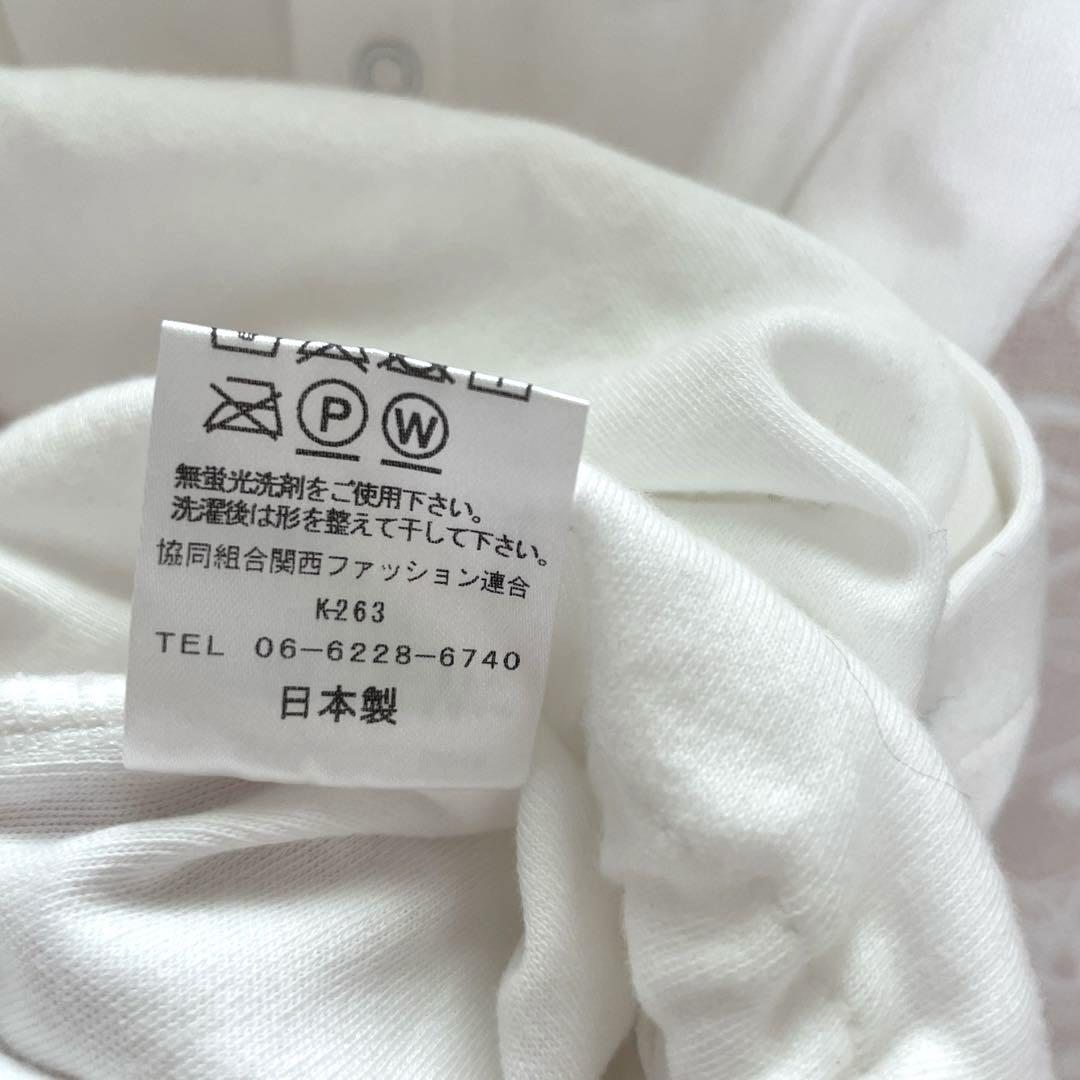 P W
無蛍光洗剤をご使用下さい。
洗濯後は形を整えて干して下さい。
協同組合関西ファッション連合
K-263
TEL 06-6228-6740
日本製